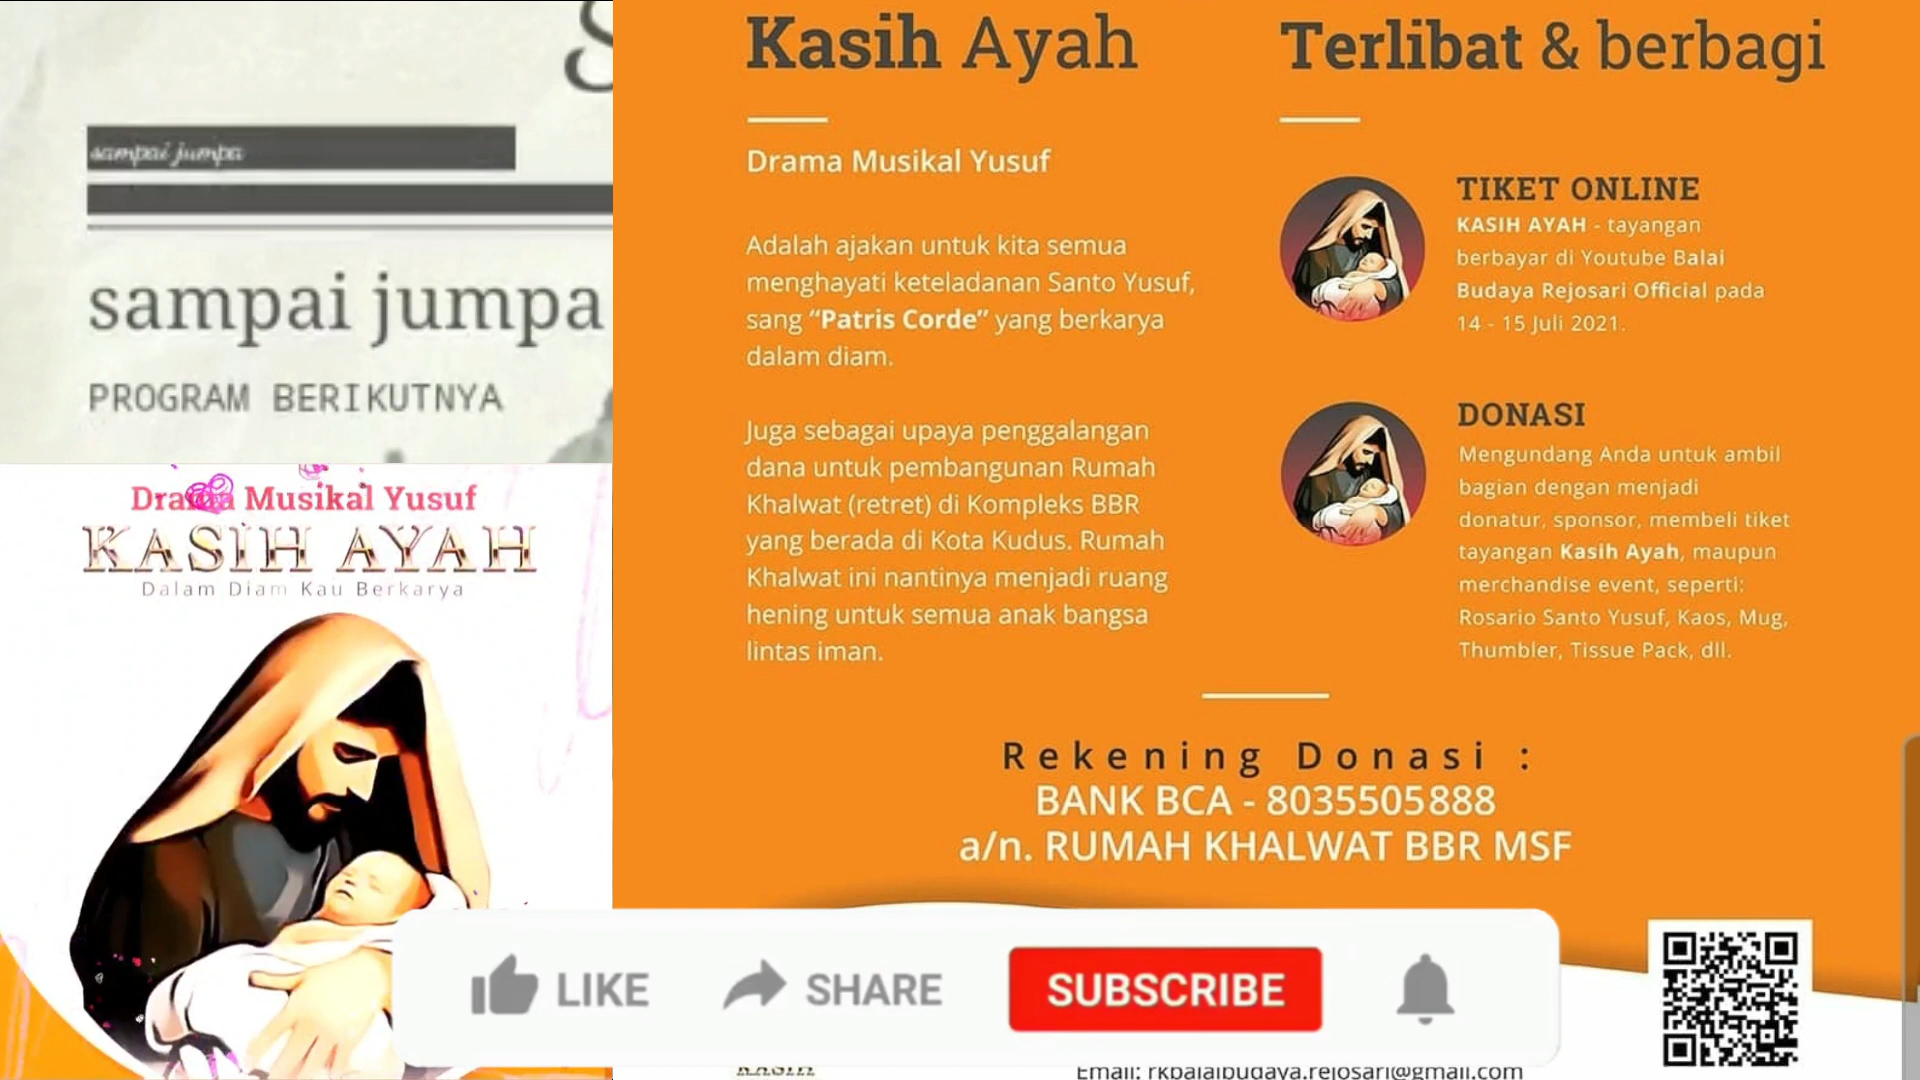 sampai jumpa
sampai jumpa
PROGRAM BERIKUTNYA
Drama Musikal Yusuf
KASIH AYAH
Dalam Diam Kau Berkarya
Kasih Ayah
Drama Musikal Yusuf
Adalah ajakan untuk kita semua
menghayati keteladanan Santo Yusuf,
sang “Patris Corde” yang berkarya
dalam diam.
Juga sebagai upaya penggalangan
dana untuk pembangunan Rumah
Khalwat (retret) di Kompleks BBR
yang berada di Kota Kudus. Rumah
Khalwat ini nantinya menjadi ruang
hening untuk semua anak bangsa
lintas iman.
Terlibat & berbagi
TIKET ONLINE
KASIH AYAH - tayangan
berbayar di Youtube Balai
Budaya Rejosari Official pada
14 - 15 Juli 2021.
DONASI
Mengundang Anda untuk ambil
bagian dengan menjadi
donatur, sponsor, membeli tiket
tayangan Kasih Ayah, maupun
merchandise event, seperti:
Rosario Santo Yusuf, Kaos, Mug,
Thumbler, Tissue Pack, dll.
Rekening Donasi :
BANK BCA - 8035505888
a/n. RUMAH KHALWAT BBR MSF
LIKE SHARE SUBSCRIBE
KASIH
Email: rkbalaibudaya.rejosari@gmail.com